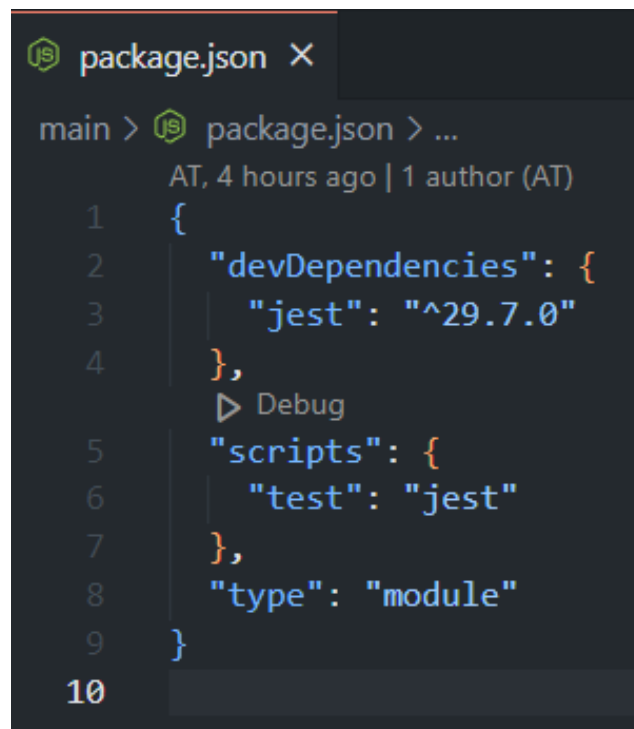 package.json ×
main > package.json > ...
AT, 4 hours ago | 1 author (AT)
1 {
2 "devDependencies": {
3 "jest": "^29.7.0"
4 },
Debug
5 "scripts": {
6 "test": "jest"
7 },
8 "type": "module"
9 }
10